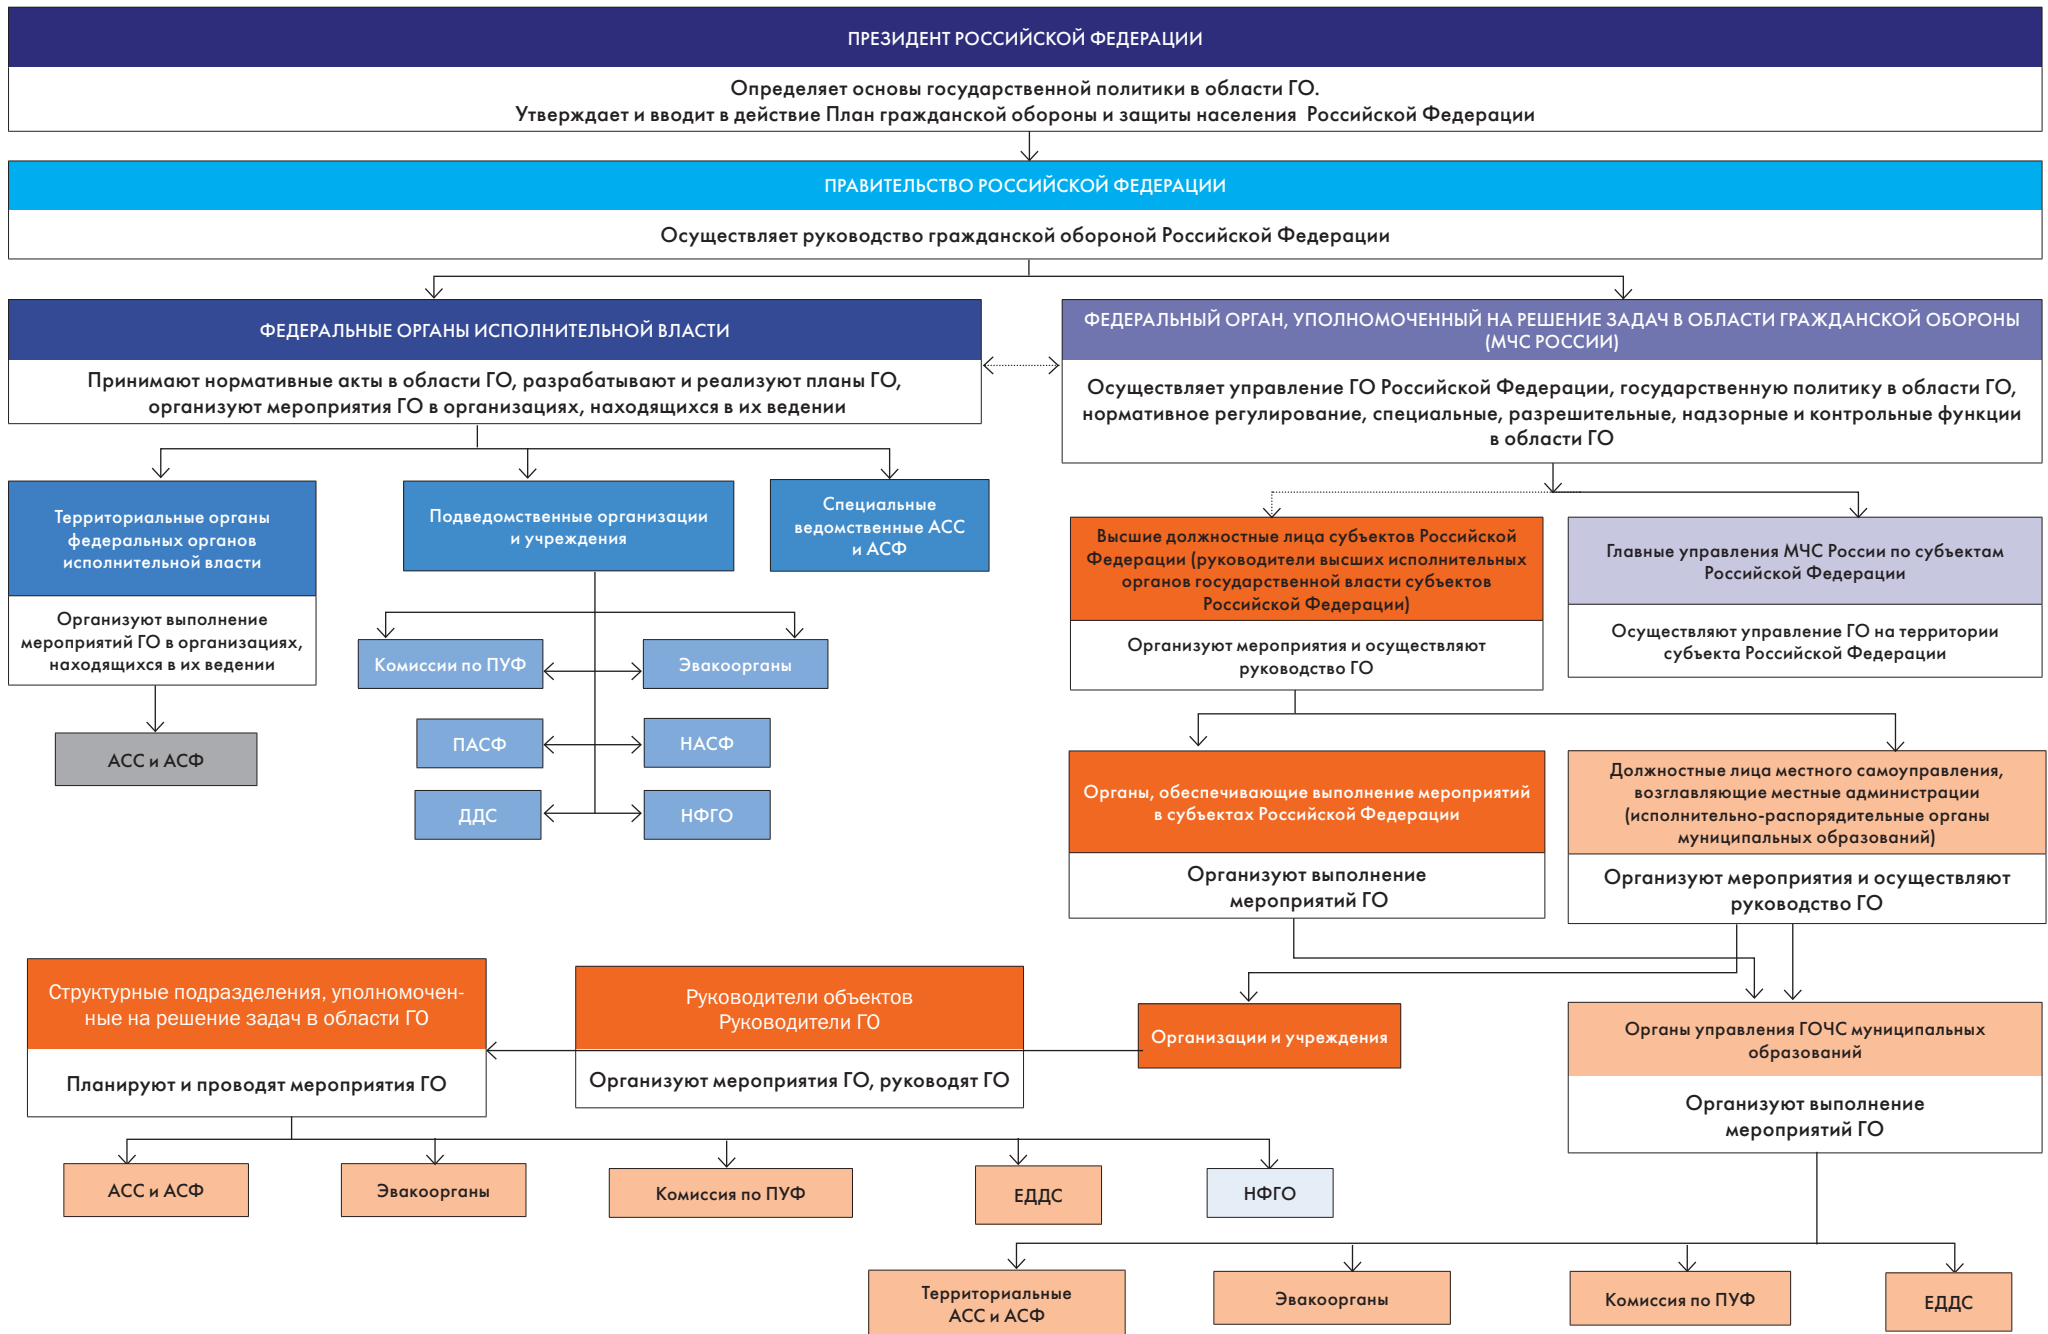 ПРЕЗИДЕНТ РОССИЙСКОЙ ФЕДЕРАЦИИ
Определяет основы государственной политики в области ГО.
Утверждает и вводит в действие План гражданской обороны и защиты населения Российской Федерации
ПРАВИТЕЛЬСТВО РОССИЙСКОЙ ФЕДЕРАЦИИ
Осуществляет руководство гражданской обороной Российской Федерации
ФЕДЕРАЛЬНЫЕ ОРГАНЫ ИСПОЛНИТЕЛЬНОЙ ВЛАСТИ
Принимают нормативные акты в области ГО, разрабатывают и реализуют планы ГО,
организуют мероприятия ГО в организациях, находящихся в их ведении
ФЕДЕРАЛЬНЫЙ ОРГАН, УПОЛНОМОЧЕННЫЙ НА РЕШЕНИЕ ЗАДАЧ В ОБЛАСТИ ГРАЖДАНСКОЙ ОБОРОНЫ
(МЧС РОССИИ)
Осуществляет управление ГО Российской Федерации, государственную политику в области ГО,
нормативное регулирование, специальные, разрешительные, надзорные и контрольные функции
в области ГО
Территориальные органы
федеральных органов
исполнительной власти
Организуют выполнение
мероприятий ГО в организациях,
находящихся в их ведении
АСС и АСФ
Подведомственные организации
и учреждения
Специальные
ведомственные АСС
и АСФ
Комиссии по ПУФ
Эвакоорганы
ПАСФ
НАСФ
ДДС
НФГО
Высшие должностные лица субъектов Российской
Федерации (руководители высших исполнительных
органов государственной власти субъектов
Российской Федерации)
Организуют мероприятия и осуществляют
руководство ГО
Главные управления МЧС России по субъектам
Российской Федерации
Осуществляют управление ГО на территории
субъекта Российской Федерации
Органы, обеспечивающие выполнение мероприятий
в субъектах Российской Федерации
Организуют выполнение
мероприятий ГО
Должностные лица местного самоуправления,
возглавляющие местные администрации
(исполнительно-распорядительные органы
муниципальных образований)
Организуют мероприятия и осуществляют
руководство ГО
Структурные подразделения, уполномочен-
ные на решение задач в области ГО
Планируют и проводят мероприятия ГО
Руководители объектов
Руководители ГО
Организуют мероприятия ГО, руководят ГО
Организации и учреждения
Органы управления ГОЧС муниципальных
образований
Организуют выполнение
мероприятий ГО
АСС и АСФ
Эвакоорганы
Комиссия по ПУФ
ЕДДС
НФГО
Территориальные
АСС и АСФ
Эвакоорганы
Комиссия по ПУФ
ЕДДС